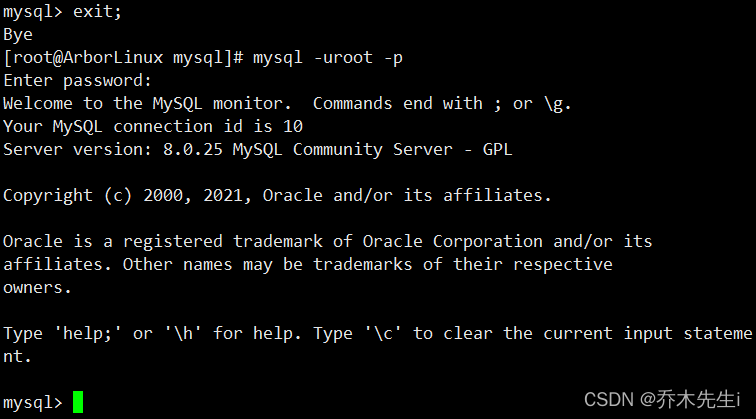 mysql> exit;
Bye
[root@ArborLinux mysql]# mysql -uroot -p
Enter password:
Welcome to the MySQL monitor.  Commands end with ; or \g.
Your MySQL connection id is 10
Server version: 8.0.25 MySQL Community Server - GPL
Copyright (c) 2000, 2021, Oracle and/or its affiliates.
Oracle is a registered trademark of Oracle Corporation and/or its
affiliates. Other names may be trademarks of their respective
owners.
Type 'help;' or '\h' for help. Type '\c' to clear the current input stateme
nt.
mysql>
CSDN @乔木先生i